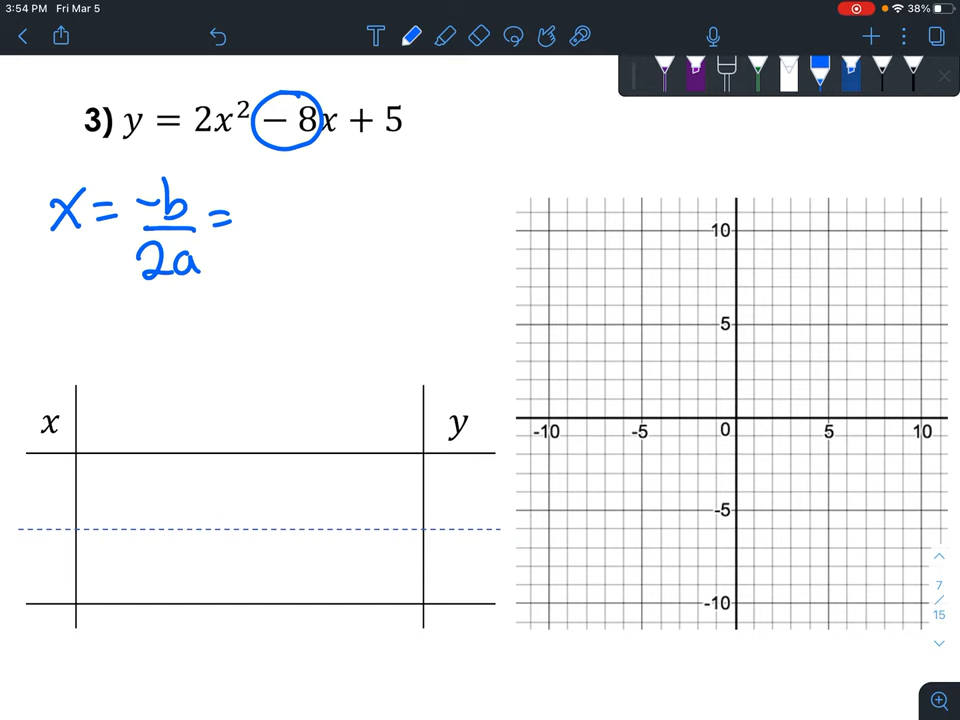 3:54 PM Fri Mar 5 38%
3) y = 2x² − 8x + 5
x = -b/2a =
x y
10
5
-10 -5 0 5 10
-5
-10
7
/
15